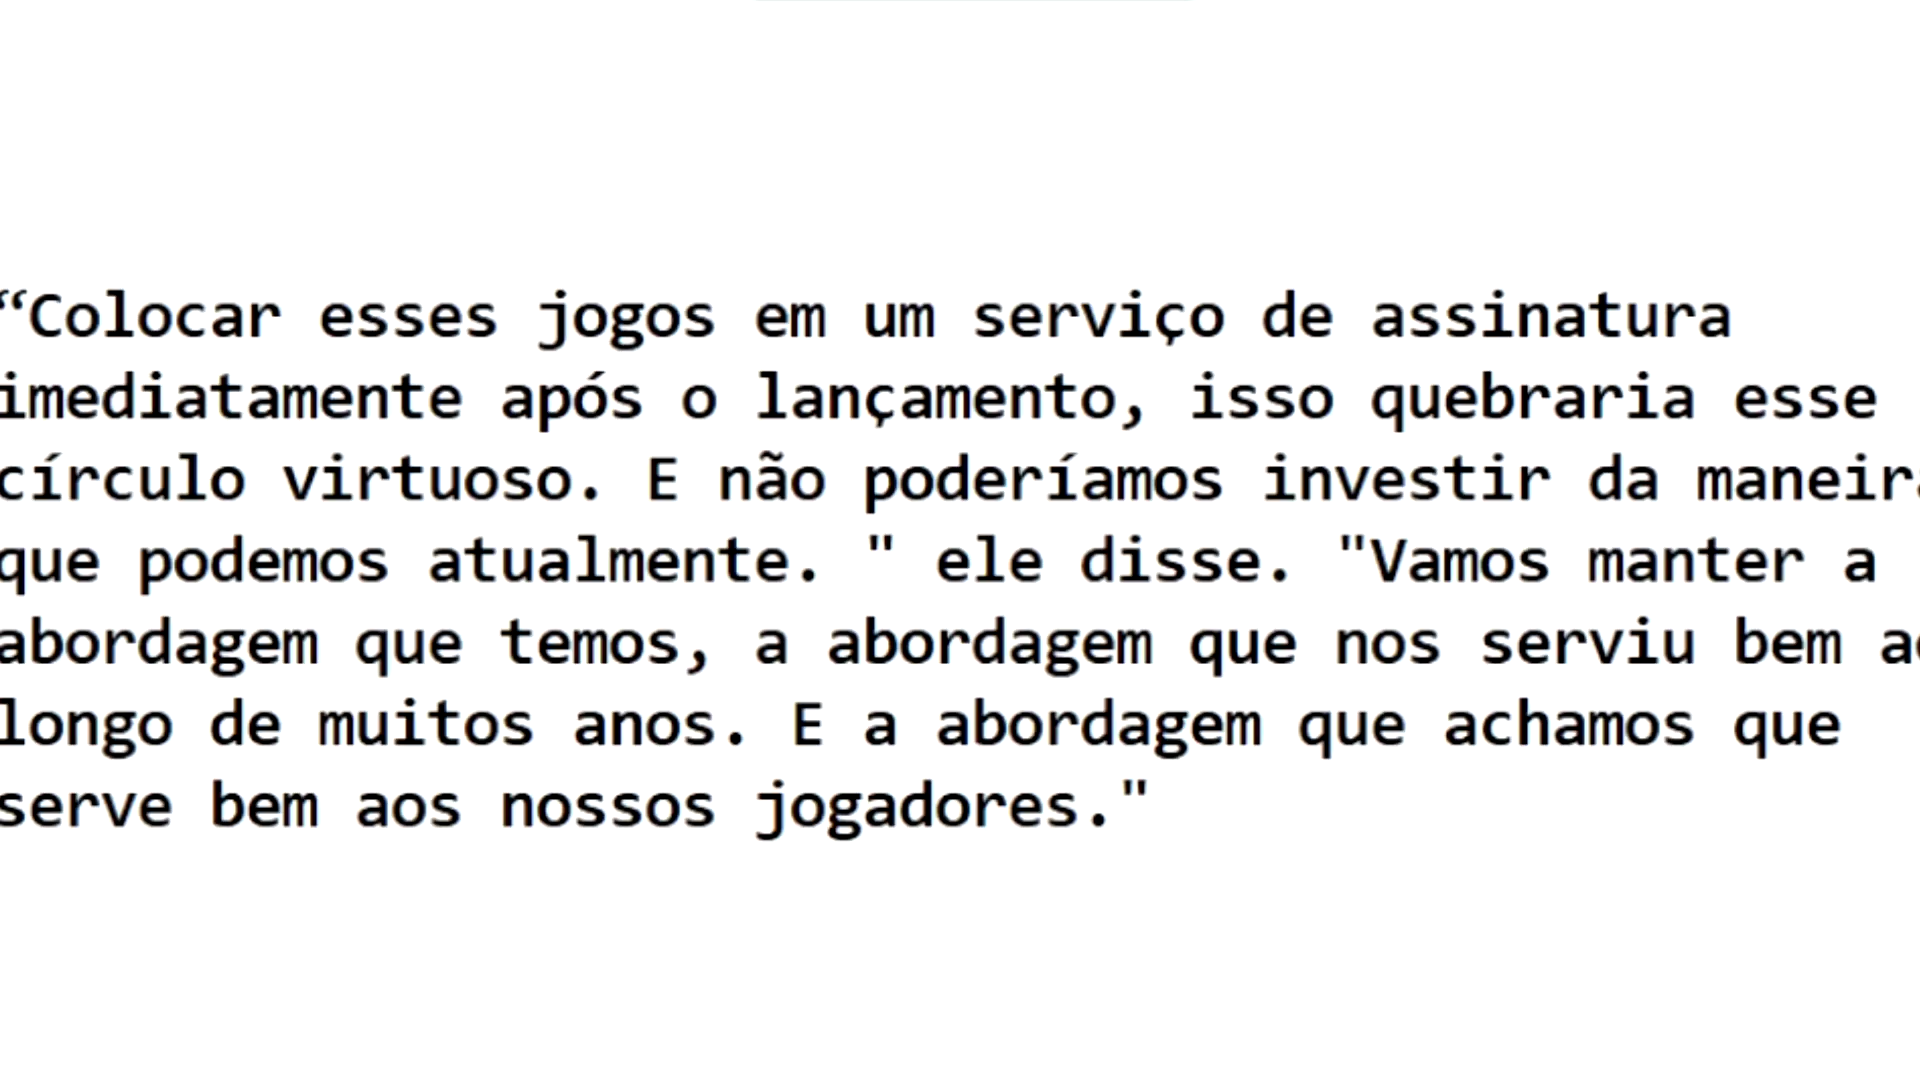 “Colocar esses jogos em um serviço de assinatura
imediatamente após o lançamento, isso quebraria esse
círculo virtuoso. E não poderíamos investir da maneira
que podemos atualmente. " ele disse. "Vamos manter a
abordagem que temos, a abordagem que nos serviu bem ao
longo de muitos anos. E a abordagem que achamos que
serve bem aos nossos jogadores."